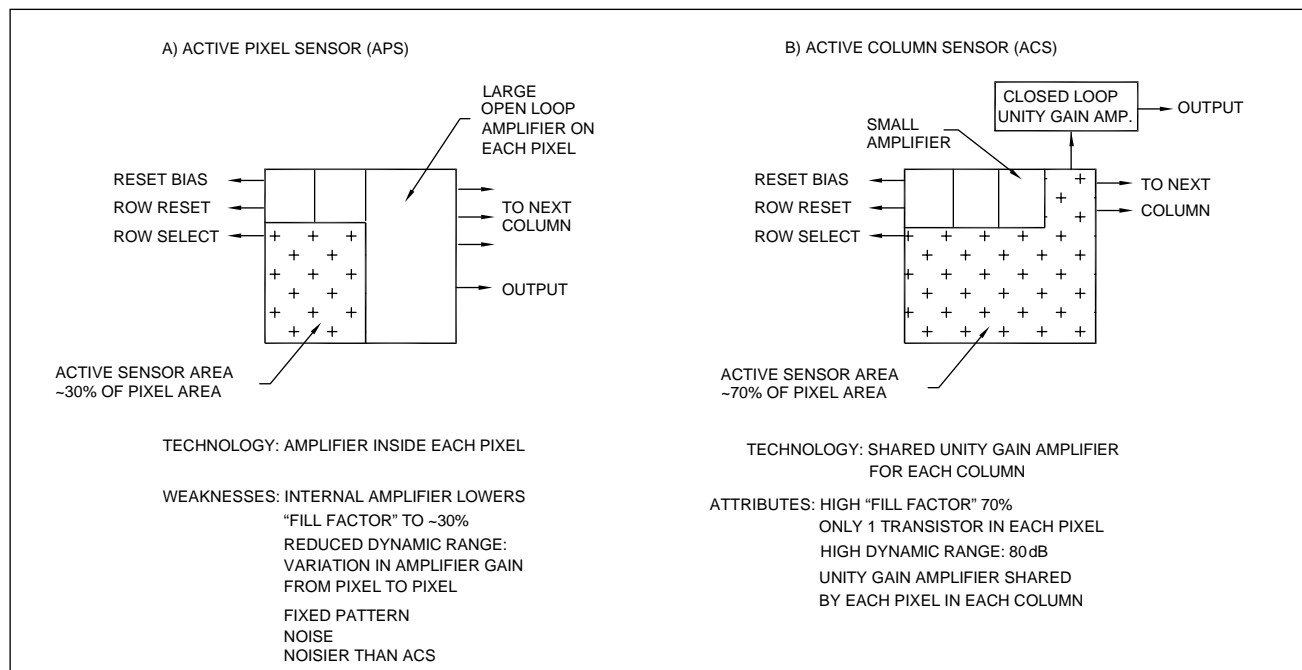 A) ACTIVE PIXEL SENSOR (APS)
LARGE
OPEN LOOP
AMPLIFIER ON
EACH PIXEL
RESET BIAS
ROW RESET
ROW SELECT
TO NEXT
COLUMN
OUTPUT
ACTIVE SENSOR AREA
~30% OF PIXEL AREA
TECHNOLOGY: AMPLIFIER INSIDE EACH PIXEL
WEAKNESSES: INTERNAL AMPLIFIER LOWERS
“FILL FACTOR” TO ~30%
REDUCED DYNAMIC RANGE:
VARIATION IN AMPLIFIER GAIN
FROM PIXEL TO PIXEL
FIXED PATTERN
NOISE
NOISIER THAN ACS
B) ACTIVE COLUMN SENSOR (ACS)
CLOSED LOOP
UNITY GAIN AMP.
OUTPUT
SMALL
AMPLIFIER
RESET BIAS
ROW RESET
ROW SELECT
TO NEXT
COLUMN
ACTIVE SENSOR AREA
~70% OF PIXEL AREA
TECHNOLOGY: SHARED UNITY GAIN AMPLIFIER
FOR EACH COLUMN
ATTRIBUTES: HIGH “FILL FACTOR” 70%
ONLY 1 TRANSISTOR IN EACH PIXEL
HIGH DYNAMIC RANGE: 80dB
UNITY GAIN AMPLIFIER SHARED
BY EACH PIXEL IN EACH COLUMN